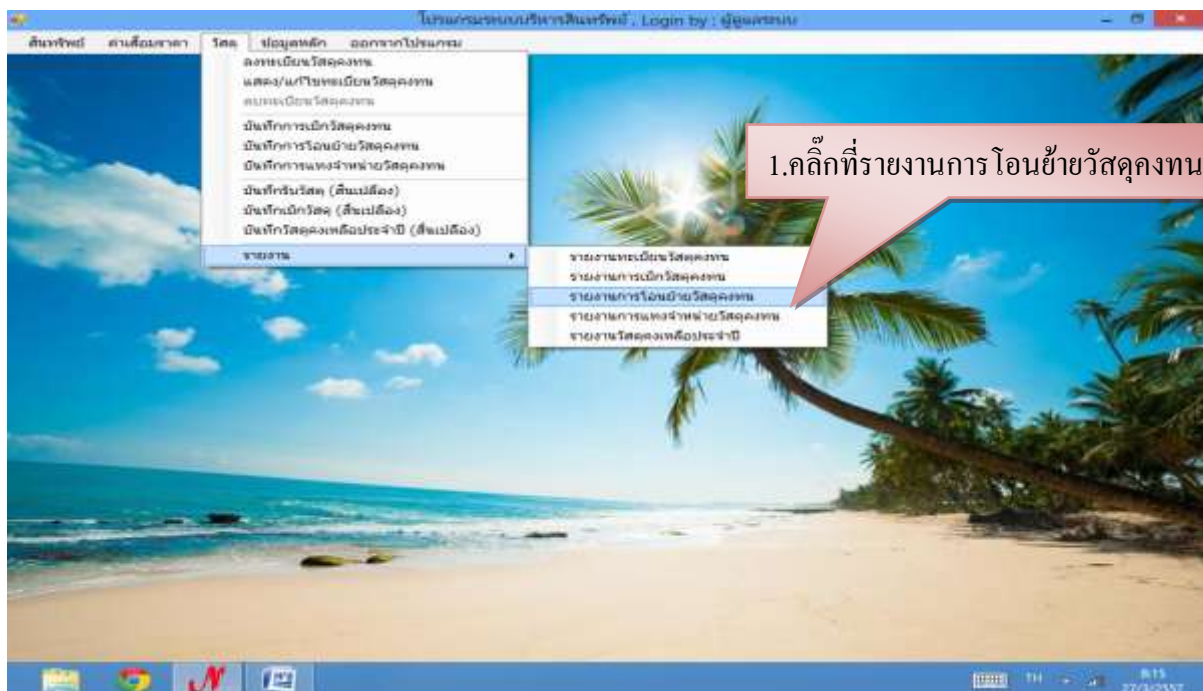 โปรแกรมระบบบริหารสินทรัพย์ , Login by : ผู้ดูแลระบบ
สินทรัพย์ ค่าเสื่อมราคา วัสดุ ข้อมูลหลัก ออกจากโปรแกรม
ลงทะเบียนวัสดุคงทน
แสดง/แก้ไขทะเบียนวัสดุคงทน
ลบทะเบียนวัสดุคงทน
บันทึกการเบิกวัสดุคงทน
บันทึกการโอนย้ายวัสดุคงทน
บันทึกการแทงจำหน่ายวัสดุคงทน
บันทึกรับวัสดุ (สิ้นเปลือง)
บันทึกเบิกวัสดุ (สิ้นเปลือง)
บันทึกวัสดุคงเหลือประจำปี (สิ้นเปลือง)
รายงาน
รายงานทะเบียนวัสดุคงทน
รายงานการเบิกวัสดุคงทน
รายงานการโอนย้ายวัสดุคงทน
รายงานการแทงจำหน่ายวัสดุคงทน
รายงานวัสดุคงเหลือประจำปี
1.คลิ๊กที่รายงานการโอนย้ายวัสดุคงทน
TH
8:15
27/3/2557